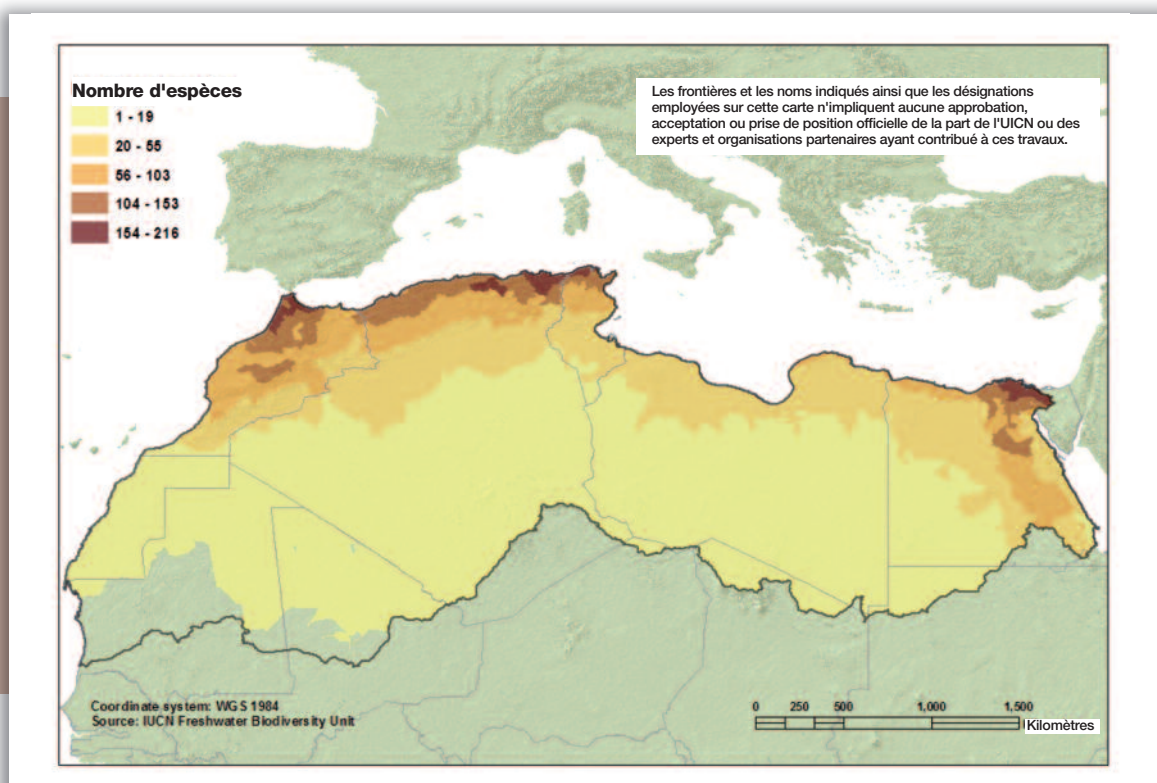 Nombre d'espèces
1 - 19
20 - 55
56 - 103
104 - 153
154 - 216
Les frontières et les noms indiqués ainsi que les désignations
employées sur cette carte n'impliquent aucune approbation,
acceptation ou prise de position officielle de la part de l'UICN ou des
experts et organisations partenaires ayant contribué à ces travaux.
Coordinate system: WGS 1984
Source: IUCN Freshwater Biodiversity Unit
0 250 500 1,000 1,500
Kilomètres